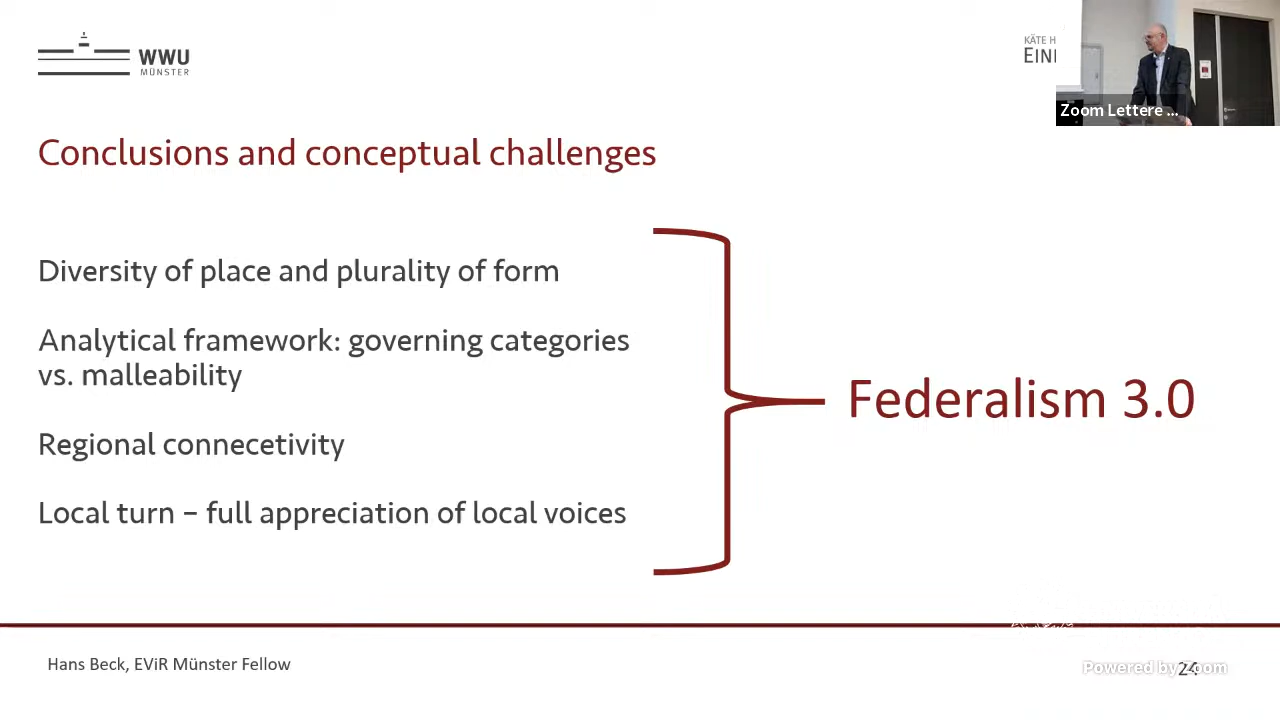 WWU
MÜNSTER
KÄTE H
EINI
Zoom Lettere ...
Conclusions and conceptual challenges
Diversity of place and plurality of form
Analytical framework: governing categories
vs. malleability
Regional connecetivity
Local turn – full appreciation of local voices
Federalism 3.0
Hans Beck, EViR Münster Fellow
Powered by Zoom
24